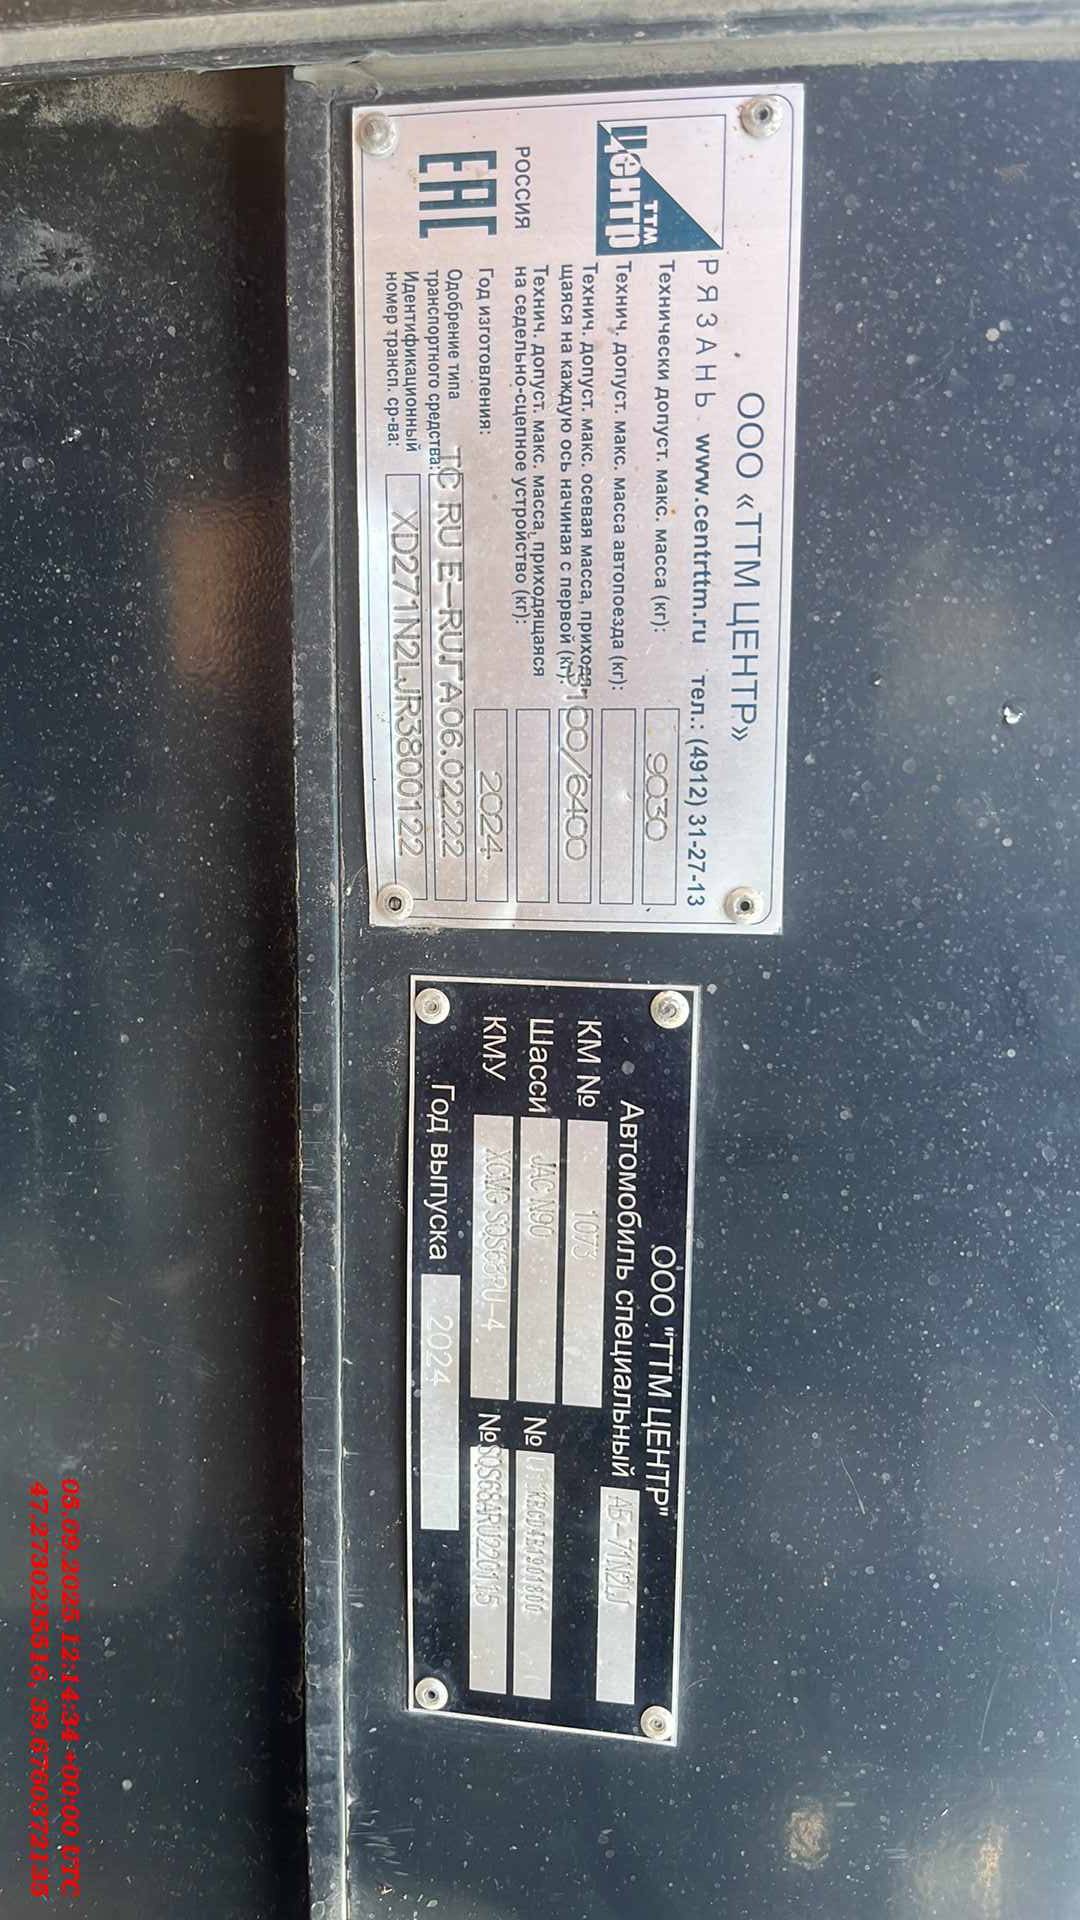 ООО «ТТМ ЦЕНТР»
ТТМ
Центр
РЯЗАНЬ www.centrttm.ru тел.: (4912) 31-27-13
Технически допуст. макс. масса (кг): 9030
Технич. допуст. макс. масса автопоезда (кг):
Технич. допуст. макс. осевая масса, приходя-
щаяся на каждую ось начиная с первой (кг): 3100/6400
Технич. допуст. макс. масса, приходящаяся
на седельно-сцепное устройство (кг):
РОССИЯ
EAC
Год изготовления: 2024
Одобрение типа
транспортного средства: ТС RU Е-RU.ГА06.02222
Идентификационный
номер трансп. ср-ва: XD271N2LJR3800122
ООО "ТТМ ЦЕНТР"
Автомобиль специальный АБ-71N2LJ
КМ № 1073
Шасси JAC N90 №
КМУ XCMG №
Год выпуска 2024
05.09.2025 12:14:34 +00:00 UTC
47.2730235516, 39.6760372135